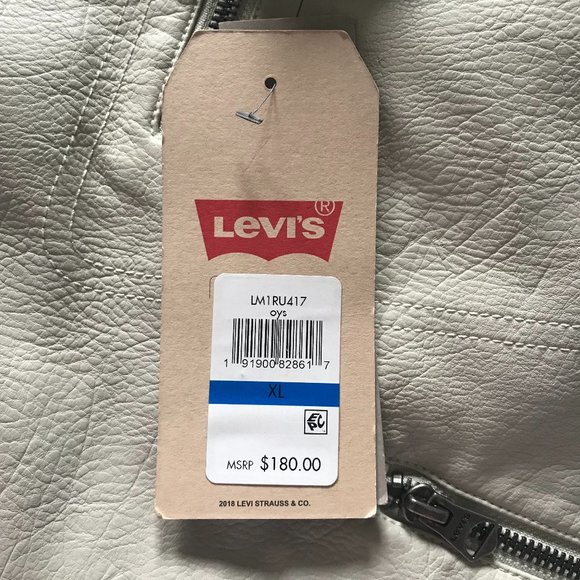 LEVI'S®
LM1RU417
oys
1 91900 82861 7
XL
MSRP $180.00
2018 LEVI STRAUSS & CO.